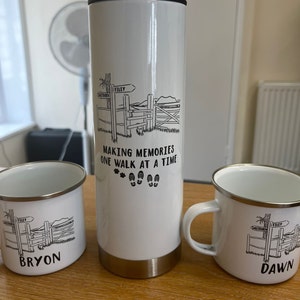 MAKING MEMORIES
ONE WALK AT A TIME
BRYON
DAWN